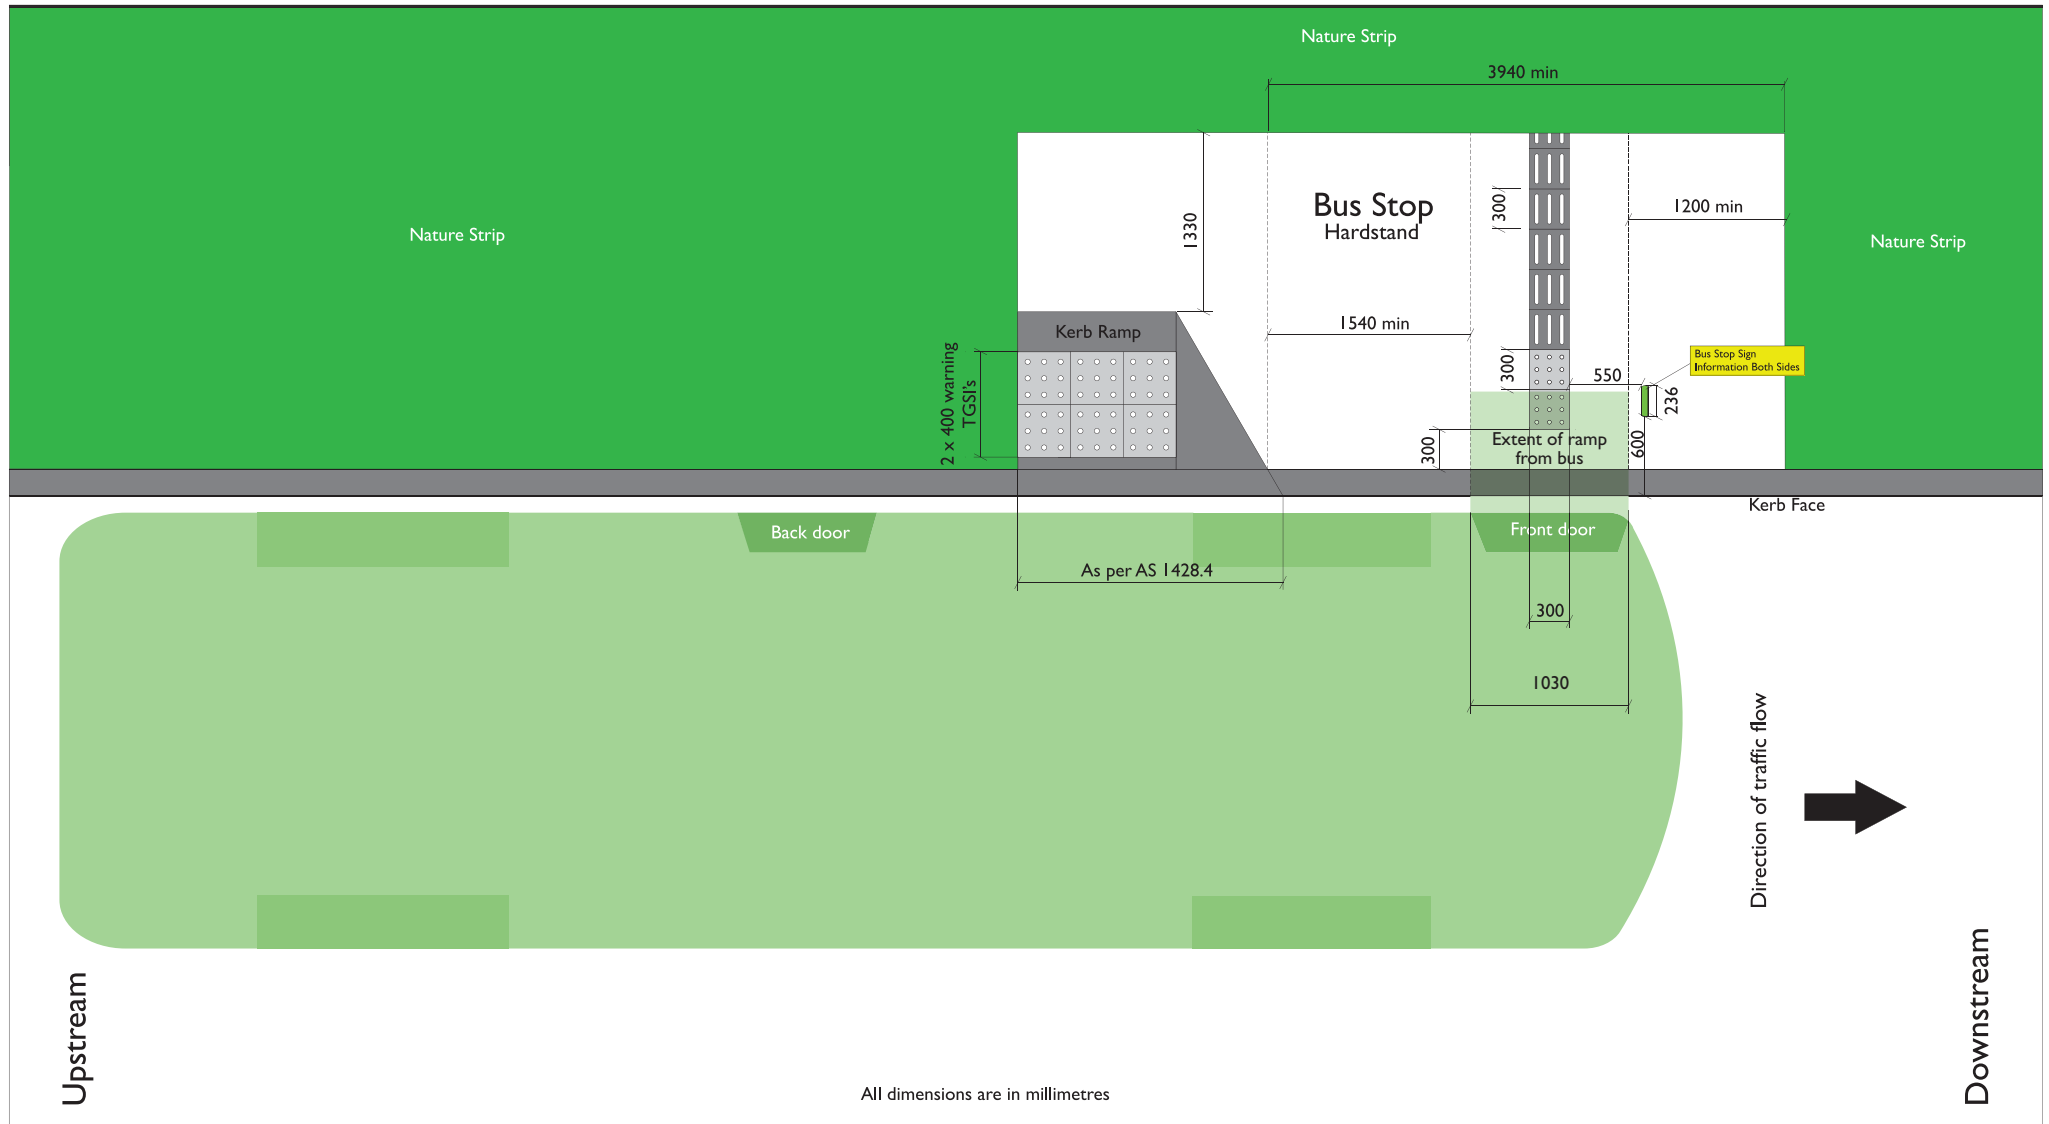 Nature Strip
3940 min
Nature Strip
Bus Stop
Hardstand
1330
300
1200 min
Nature Strip
1540 min
Kerb Ramp
2 x 400 warning
TGSI's
300
550
Bus Stop Sign
Information Both Sides
236
300
Extent of ramp
from bus
600
Kerb Face
Back door
Front door
As per AS 1428.4
300
1030
Direction of traffic flow
Upstream
Downstream
All dimensions are in millimetres